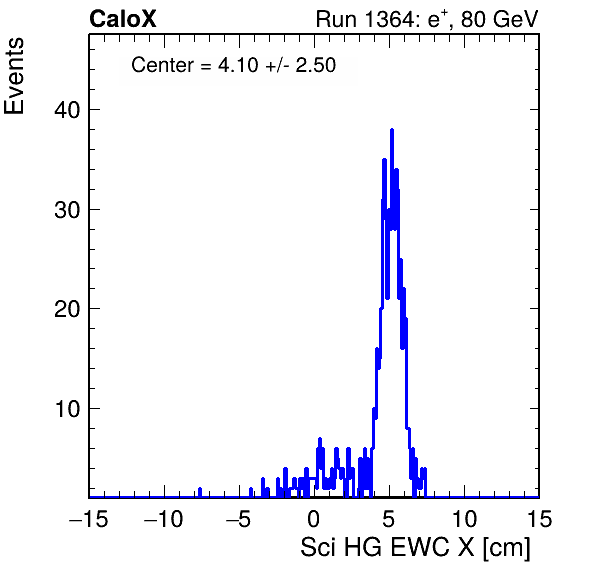 CaloX Run 1364: e⁺, 80 GeV
Center = 4.10 +/- 2.50
Events
40
30
20
10
−15 −10 −5 0 5 10 15
Sci HG EWC X [cm]